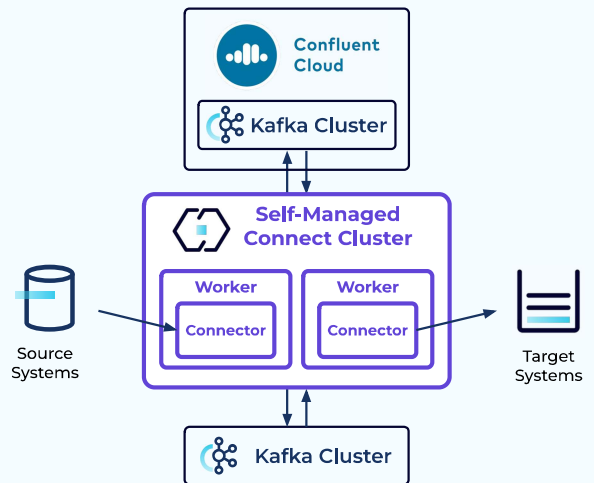 Confluent
Cloud
Kafka Cluster
Self-Managed
Connect Cluster
Worker
Connector
Worker
Connector
Source
Systems
Target
Systems
Kafka Cluster